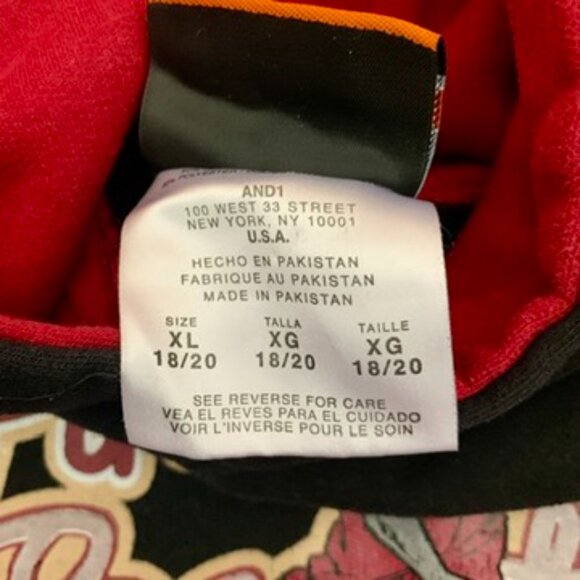 AND1
100 WEST 33 STREET
NEW YORK, NY 10001
U.S.A.
HECHO EN PAKISTAN
FABRIQUE AU PAKISTAN
MADE IN PAKISTAN
SIZE TALLA TAILLE
XL XG XG
18/20 18/20 18/20
SEE REVERSE FOR CARE
VEA EL REVES PARA EL CUIDADO
VOIR L'INVERSE POUR LE SOIN